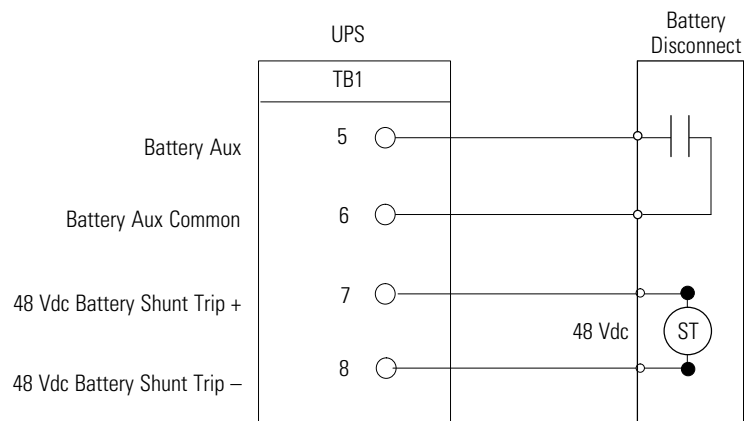 UPS
Battery
Disconnect
TB1
Battery Aux
5
Battery Aux Common
6
48 Vdc Battery Shunt Trip +
7
48 Vdc
ST
48 Vdc Battery Shunt Trip –
8